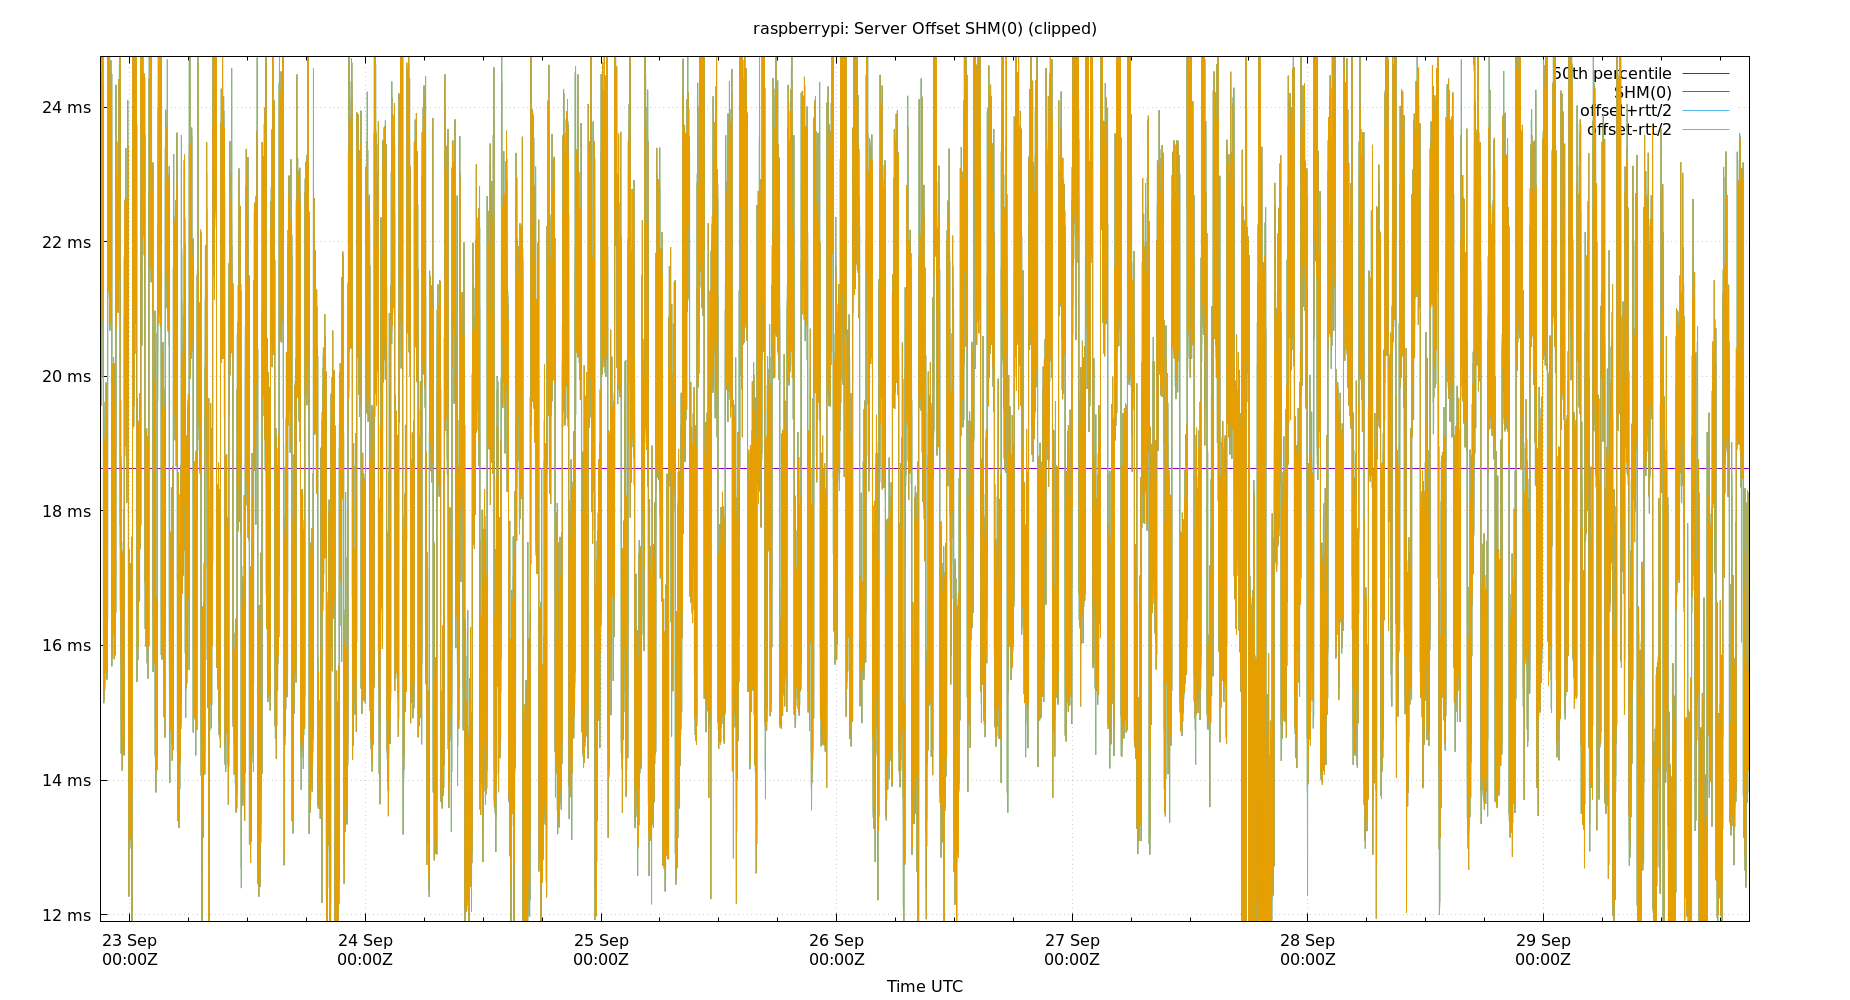 raspberrypi: Server Offset SHM(0) (clipped)
50th percentile
SHM(0)
offset+rtt/2
offset-rtt/2
24 ms
22 ms
20 ms
18 ms
16 ms
14 ms
12 ms
23 Sep 24 Sep 25 Sep 26 Sep 27 Sep 28 Sep 29 Sep
00:00Z 00:00Z 00:00Z 00:00Z 00:00Z 00:00Z 00:00Z
Time UTC